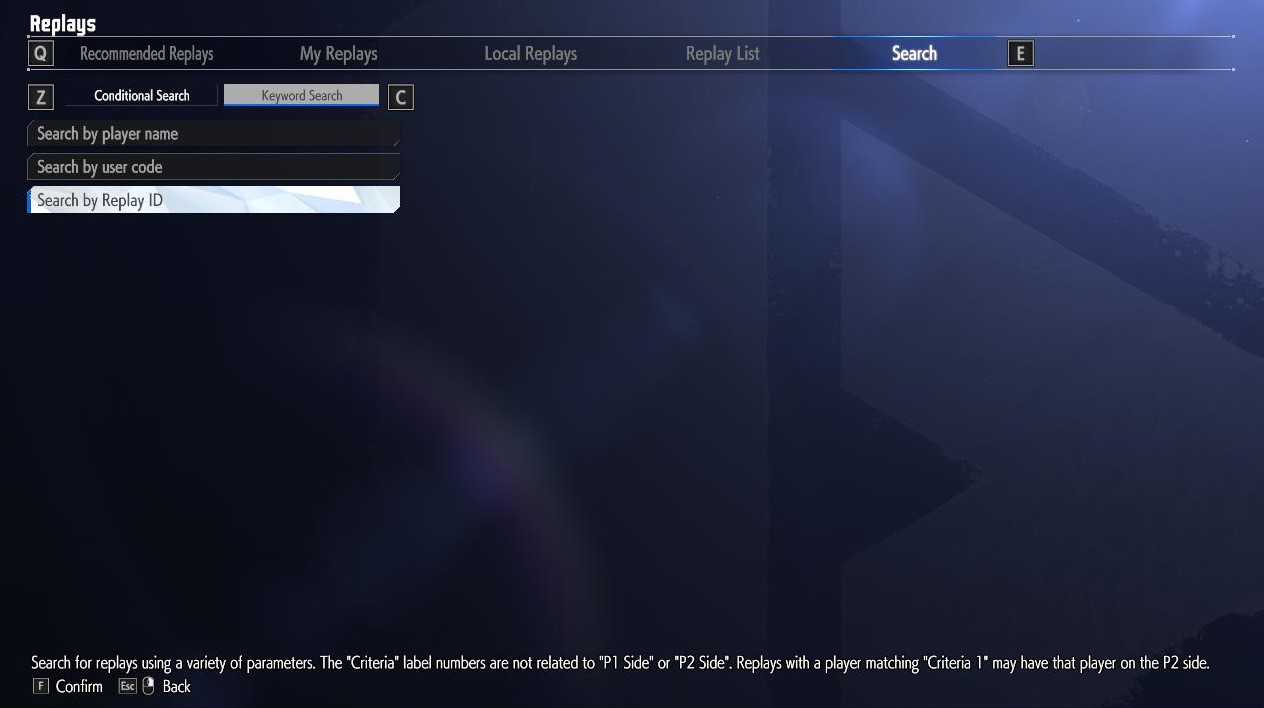 Replays
Q Recommended Replays My Replays Local Replays Replay List Search E
Z Conditional Search Keyword Search C
Search by player name
Search by user code
Search by Replay ID
Search for replays using a variety of parameters. The "Criteria" label numbers are not related to "P1 Side" or "P2 Side". Replays with a player matching "Criteria 1" may have that player on the P2 side.
F Confirm Esc Back